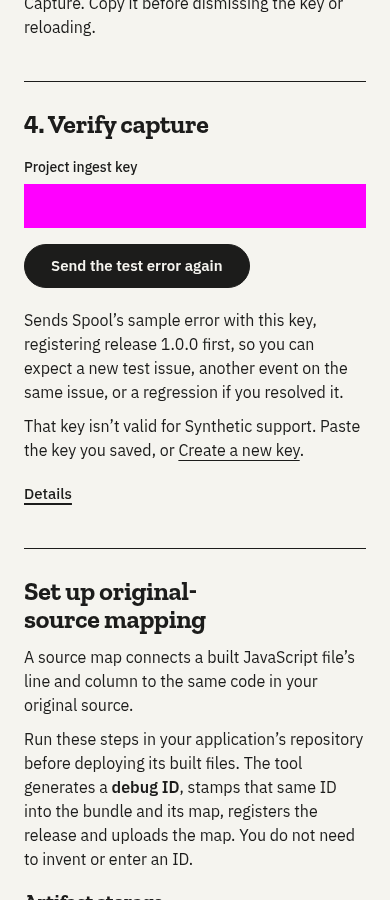 Capture. Copy it before dismissing the key or
reloading.
4. Verify capture
Project ingest key
Send the test error again
Sends Spool’s sample error with this key,
registering release 1.0.0 first, so you can
expect a new test issue, another event on the
same issue, or a regression if you resolved it.
That key isn’t valid for Synthetic support. Paste
the key you saved, or Create a new key.
Details
Set up original-
source mapping
A source map connects a built JavaScript file’s
line and column to the same code in your
original source.
Run these steps in your application’s repository
before deploying its built files. The tool
generates a debug ID, stamps that same ID
into the bundle and its map, registers the
release and uploads the map. You do not need
to invent or enter an ID.
Artifact storage